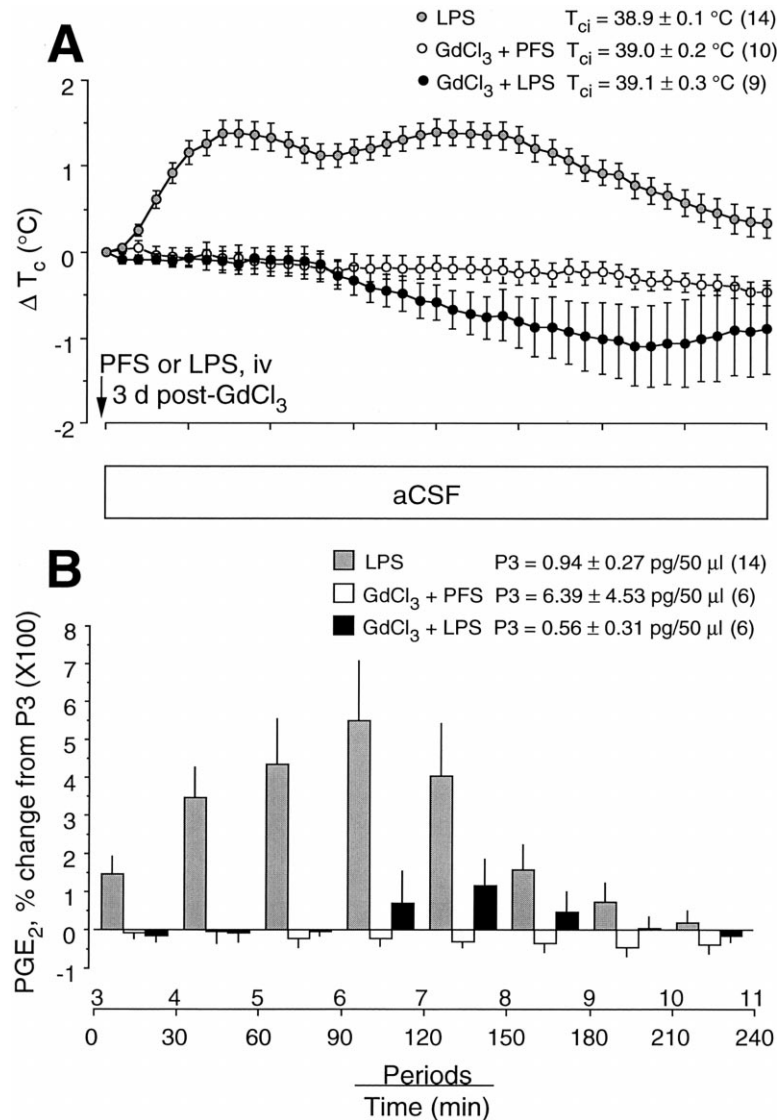 A
LPS T_ci = 38.9 ± 0.1 °C (14)
GdCl₃ + PFS T_ci = 39.0 ± 0.2 °C (10)
GdCl₃ + LPS T_ci = 39.1 ± 0.3 °C (9)
2
1
0
-1
-2
Δ T_c (°C)
PFS or LPS, iv
3 d post-GdCl₃
aCSF
B
LPS P3 = 0.94 ± 0.27 pg/50 μl (14)
GdCl₃ + PFS P3 = 6.39 ± 4.53 pg/50 μl (6)
GdCl₃ + LPS P3 = 0.56 ± 0.31 pg/50 μl (6)
8
7
6
5
4
3
2
1
0
-1
PGE₂, % change from P3 (X100)
3 4 5 6 7 8 9 10 11
0 30 60 90 120 150 180 210 240
Periods
Time (min)